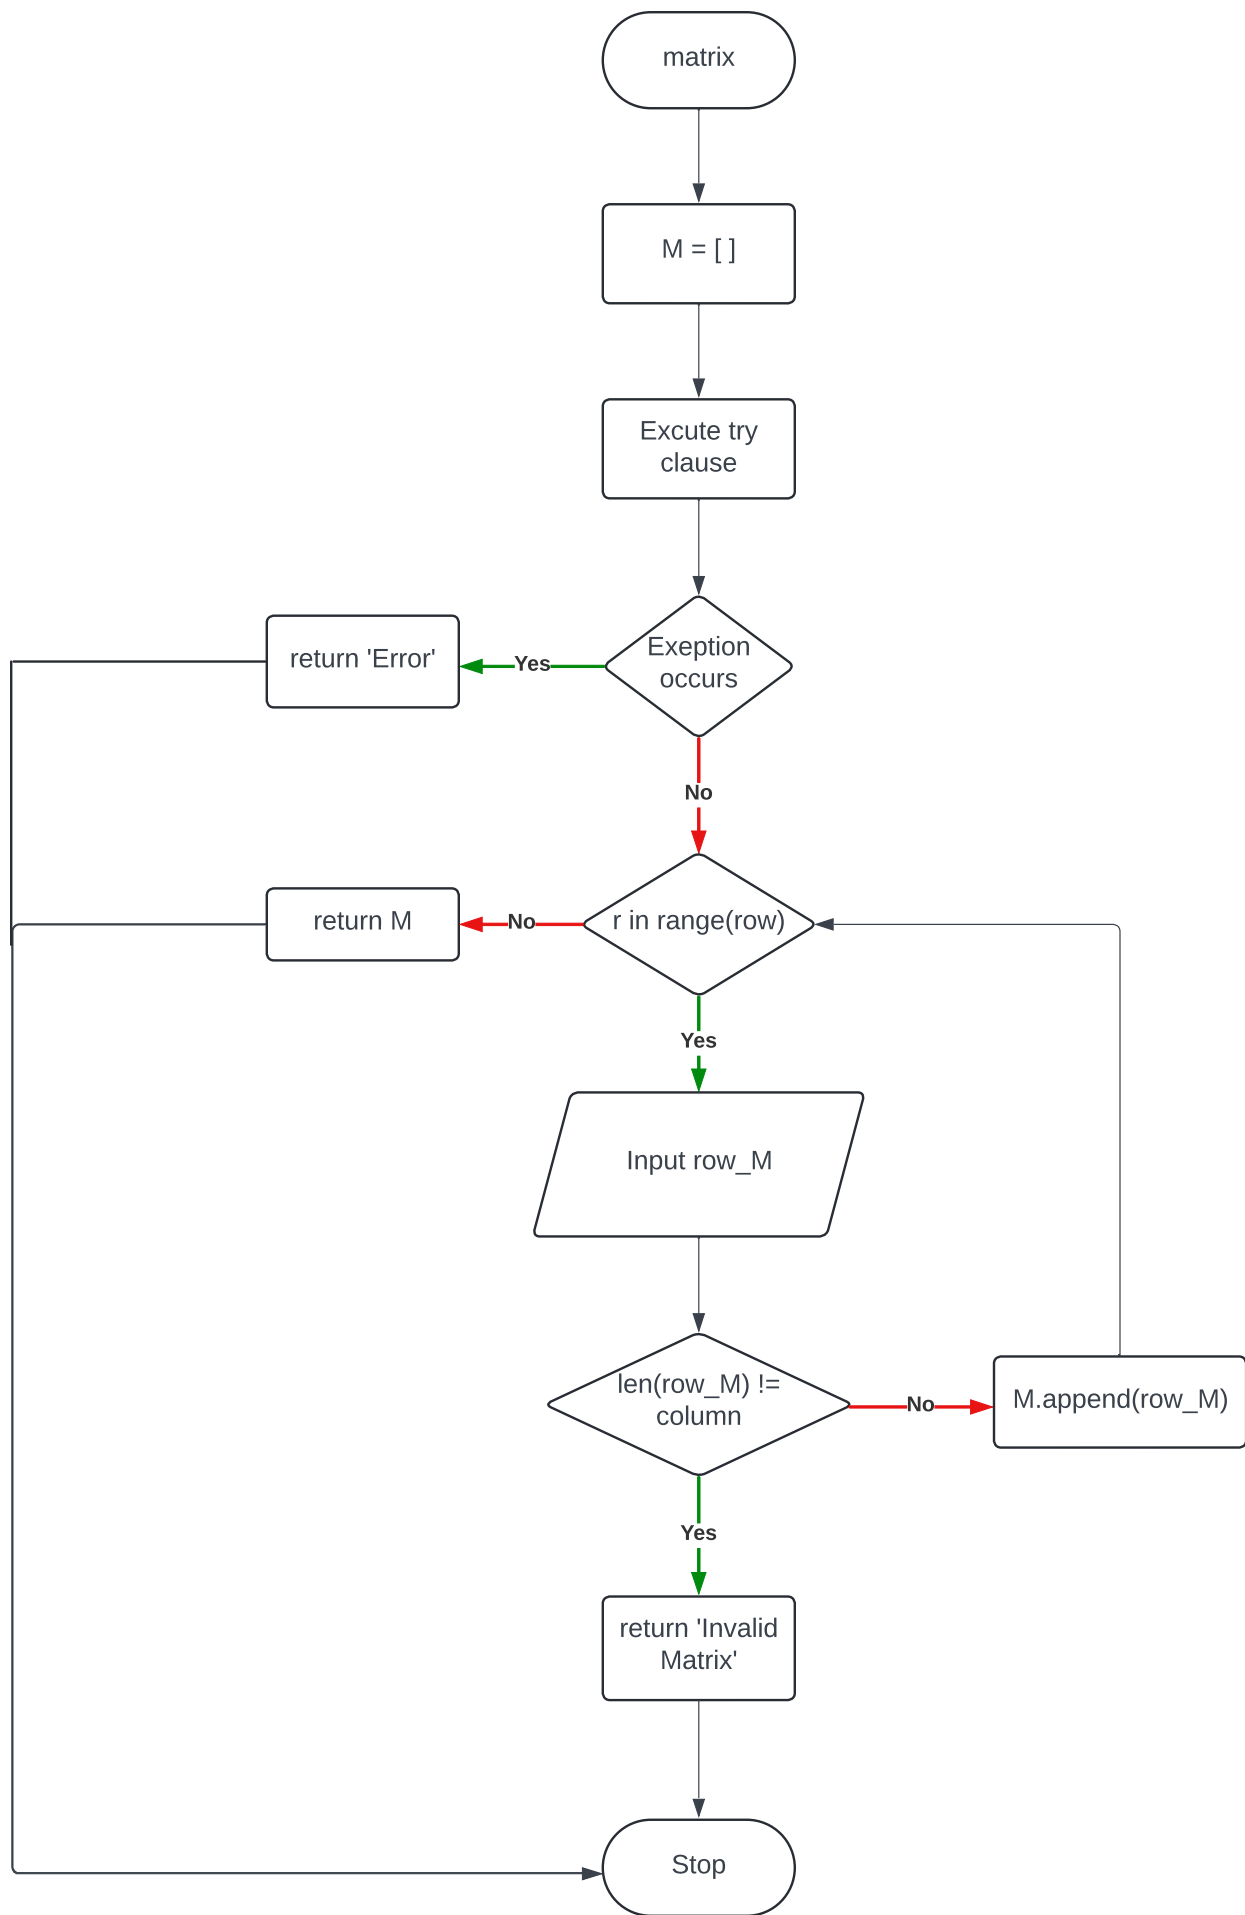 matrix
M = [ ]
Excute try
clause
Exeption
occurs
Yes
return 'Error'
No
r in range(row)
No
return M
Yes
Input row_M
len(row_M) !=
column
No
M.append(row_M)
Yes
return 'Invalid
Matrix'
Stop